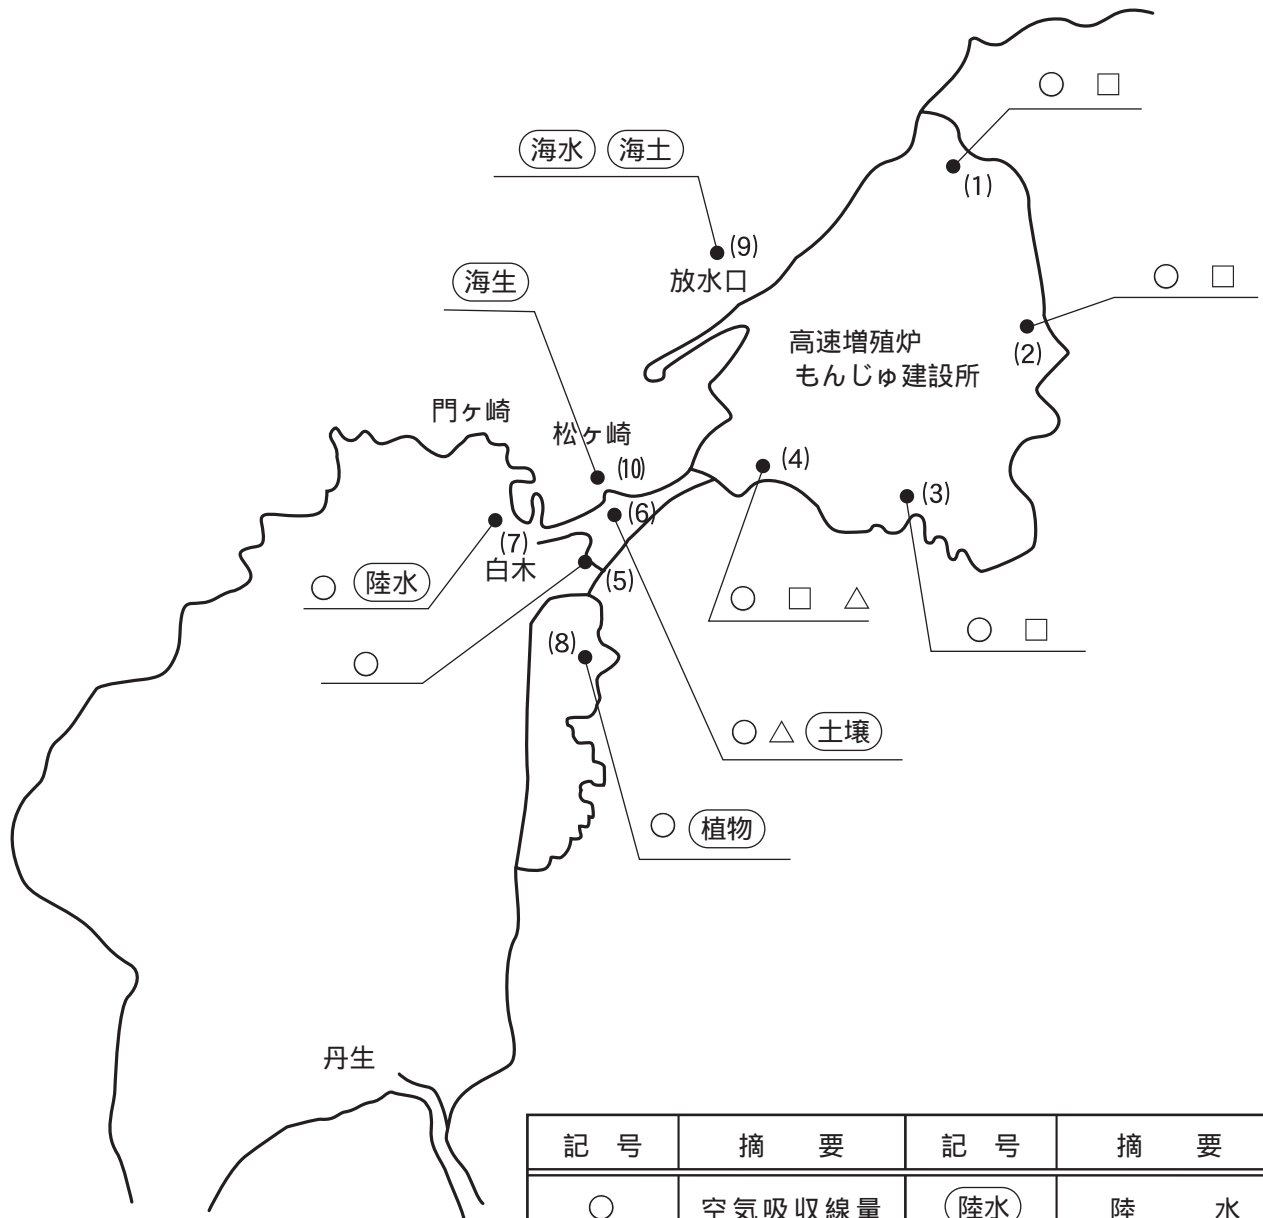 ○ □
(1)
海水 海土
(9)
放水口
海生
○ □
(2)
高速増殖炉
もんじゅ建設所
門ヶ崎
松ヶ崎
(10)
(4)
(3)
(6)
(7)
白木
(5)
○ 陸水
○ □ △
○ □
(8)
○
○ △ 土壌
○ 植物
丹生
記 号 摘 要 記 号 摘 要
○ 空気吸収線量 陸水 陸 水